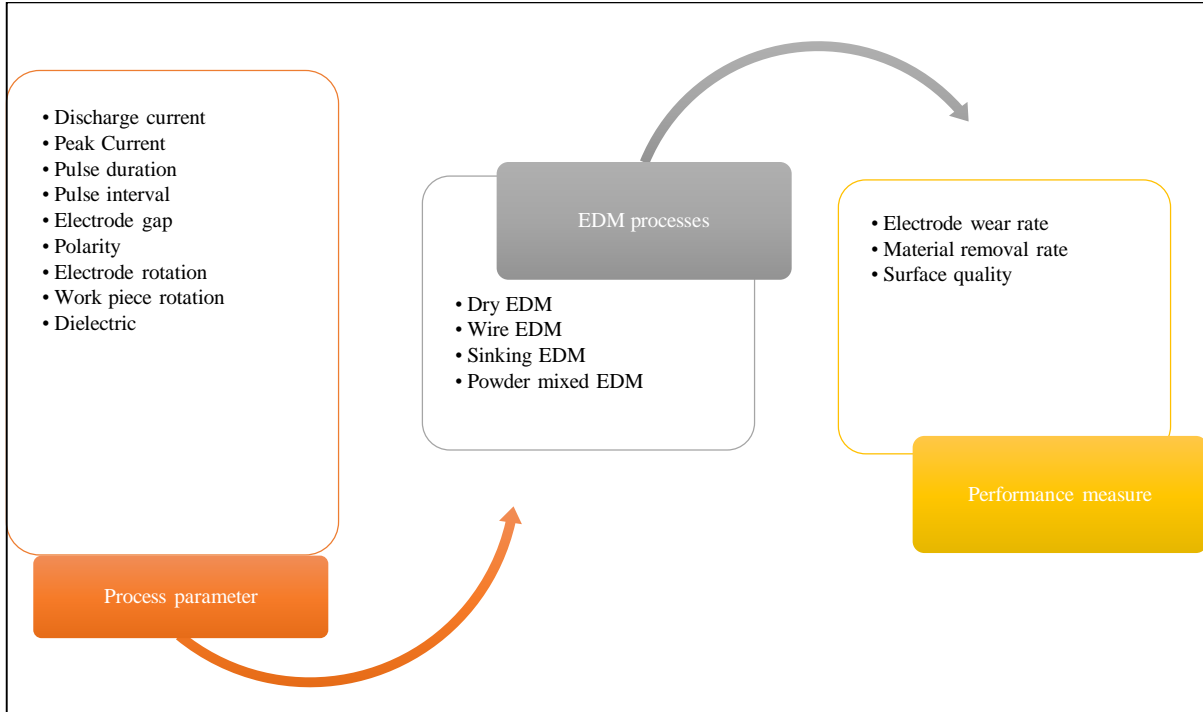 • Discharge current
• Peak Current
• Pulse duration
• Pulse interval
• Electrode gap
• Polarity
• Electrode rotation
• Work piece rotation
• Dielectric
Process parameter
EDM processes
• Dry EDM
• Wire EDM
• Sinking EDM
• Powder mixed EDM
• Electrode wear rate
• Material removal rate
• Surface quality
Performance measure